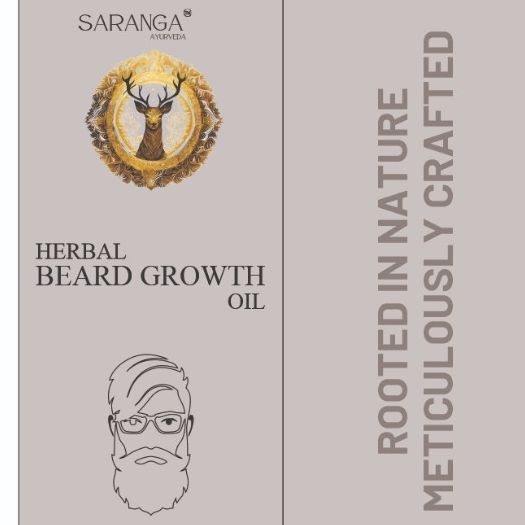 SARANGA
AYURVEDA
HERBAL
BEARD GROWTH
OIL
ROOTED IN NATURE
METICULOUSLY CRAFTED